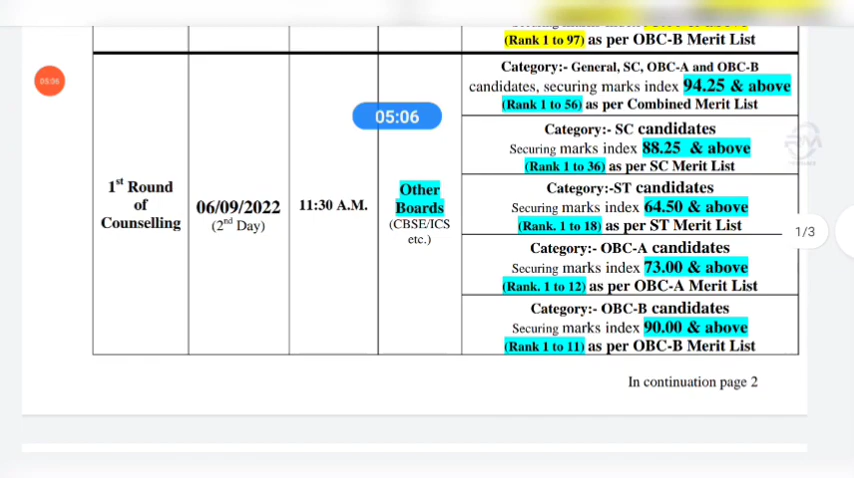 (Rank 1 to 97) as per OBC-B Merit List
05:06
05:06
1st Round
of
Counselling
06/09/2022
(2nd Day)
11:30 A.M.
Other
Boards
(CBSE/ICS
etc.)
Category:- General, SC, OBC-A and OBC-B
candidates, securing marks index 94.25 & above
(Rank 1 to 56) as per Combined Merit List
Category:- SC candidates
Securing marks index 88.25 & above
(Rank 1 to 36) as per SC Merit List
Category:-ST candidates
Securing marks index 64.50 & above
(Rank. 1 to 18) as per ST Merit List
Category:- OBC-A candidates
Securing marks index 73.00 & above
(Rank. 1 to 12) as per OBC-A Merit List
Category:- OBC-B candidates
Securing marks index 90.00 & above
(Rank 1 to 11) as per OBC-B Merit List
1/3
In continuation page 2